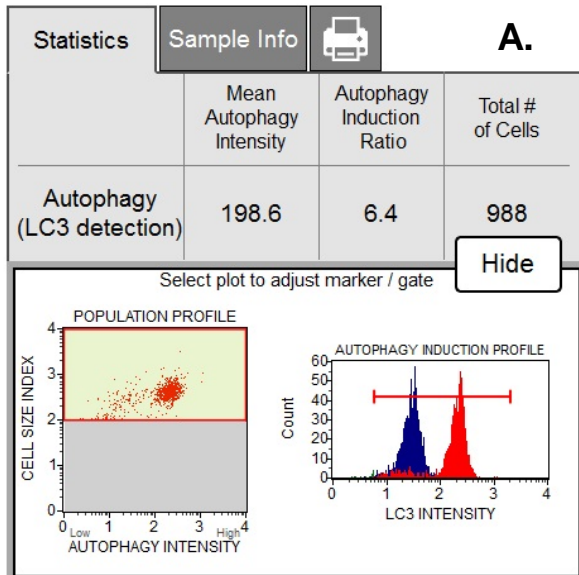 Statistics
Sample Info
A.
Mean Autophagy Intensity
Autophagy Induction Ratio
Total # of Cells
Autophagy (LC3 detection)
198.6
6.4
988
Hide
Select plot to adjust marker / gate
POPULATION PROFILE
4
3
2
1
0
CELL SIZE INDEX
0 1 2 3 4
Low High
AUTOPHAGY INTENSITY
AUTOPHAGY INDUCTION PROFILE
60
50
40
30
20
10
0
Count
0 1 2 3 4
LC3 INTENSITY